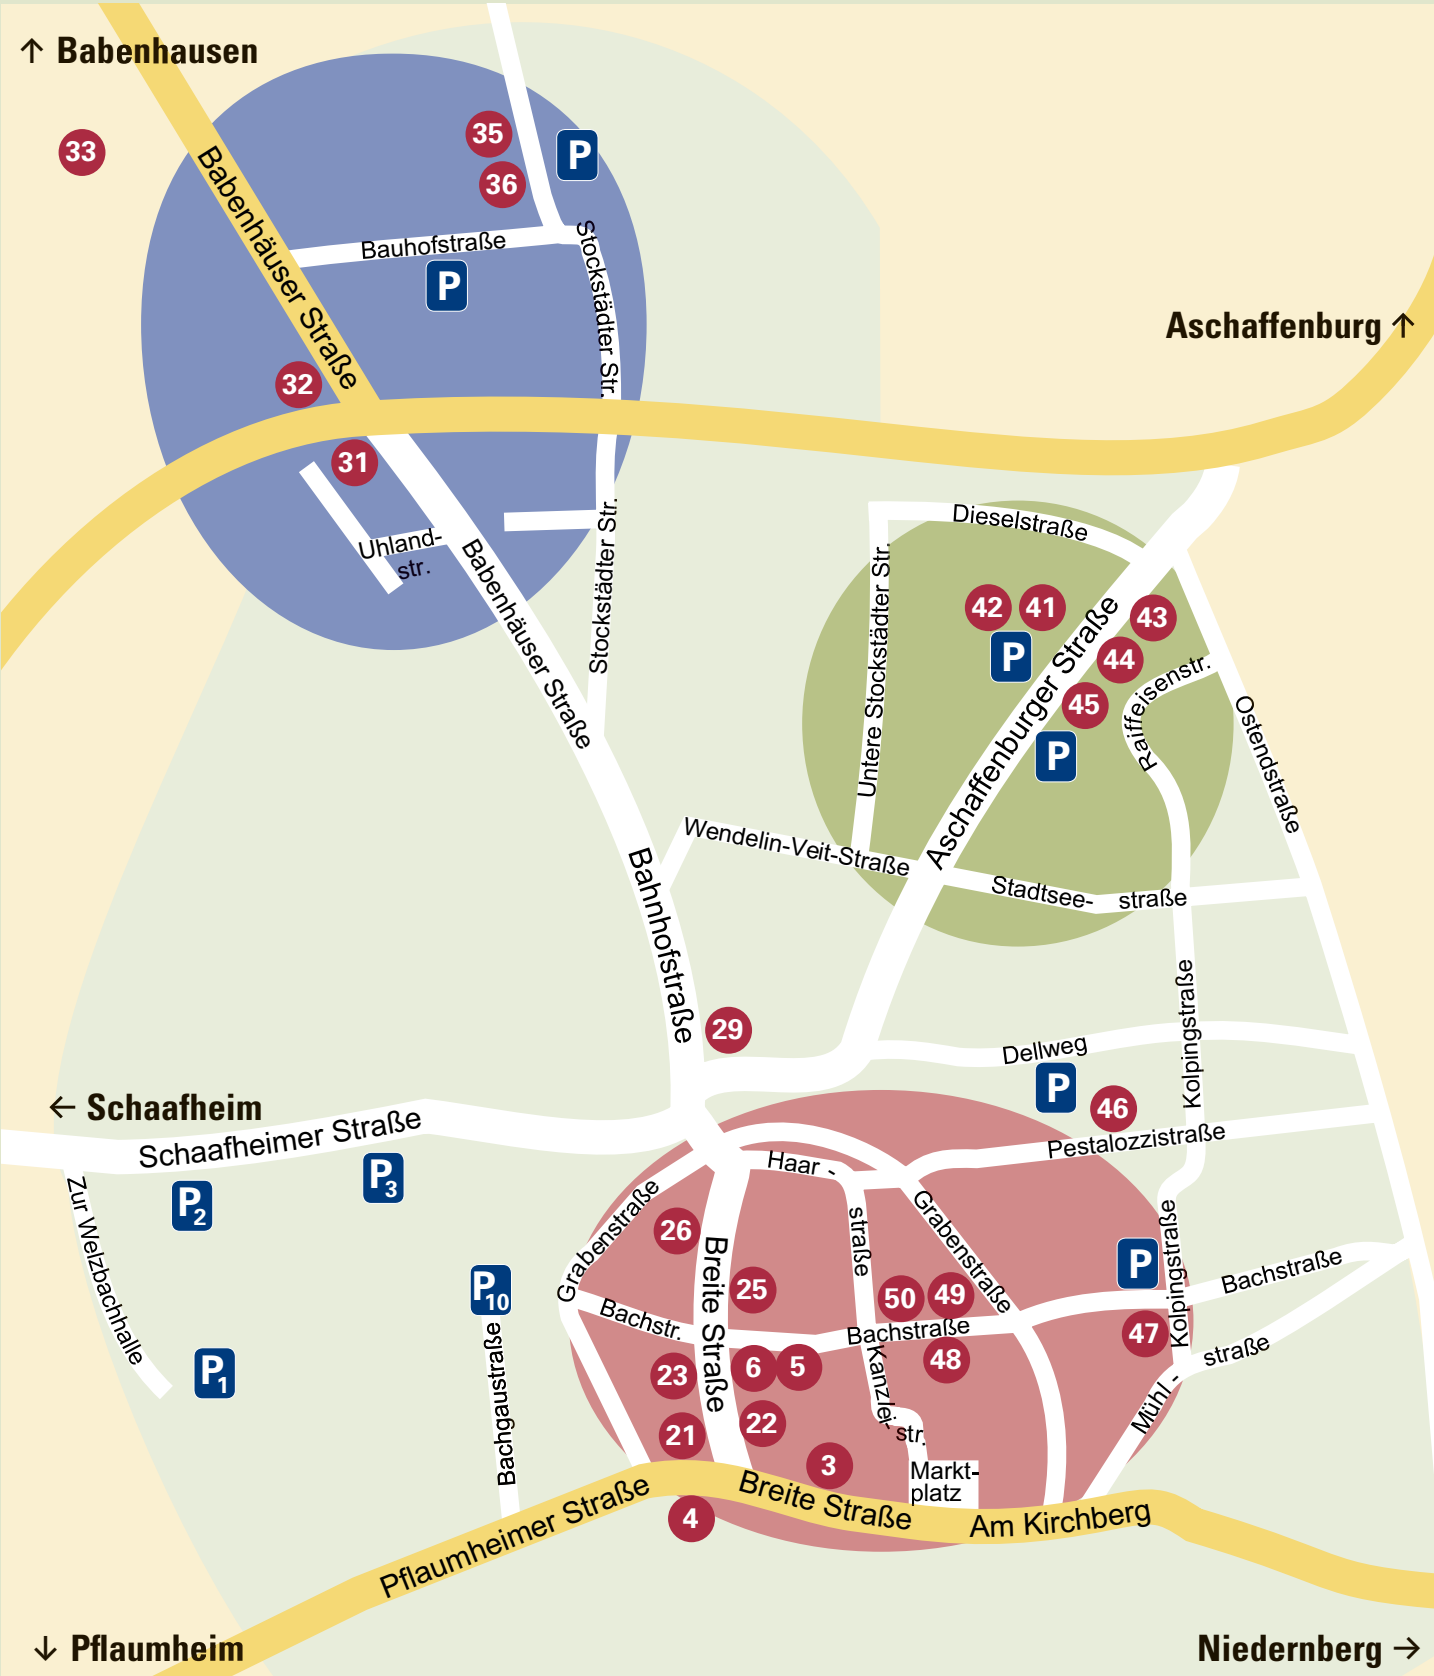 ↑ Babenhausen
33
35
P
36
Babenhäuser Straße
Bauhofstraße
Stockstädter Str.
P
Aschaffenburg ↑
32
31
Uhland-
str.
Babenhäuser Straße
Stockstädter Str.
Dieselstraße
Untere Stockstädter Str.
42
41
43
P
44
45
P
Aschaffenburger Straße
Raiffeisenstr.
Ostendstraße
Wendelin-Veit-Straße
Stadtsee-
straße
Bahnhofstraße
29
Kolpingstraße
Dellweg
P
46
Pestalozzistraße
← Schaafheim
Schaafheimer Straße
P3
P2
Zur Welzbachhalle
P1
P10
Bachgaustraße
Haar -
straße
Grabenstraße
Grabenstraße
26
Breite Straße
25
50
49
P
Kolpingstraße
Bachstraße
Bachstr.
Bachstraße
47
23
6
5
48
Mühl -
straße
21
22
Kanzlei-
str.
3
Markt-
platz
4
Breite Straße
Am Kirchberg
Pflaumheimer Straße
↓ Pflaumheim
Niedernberg →